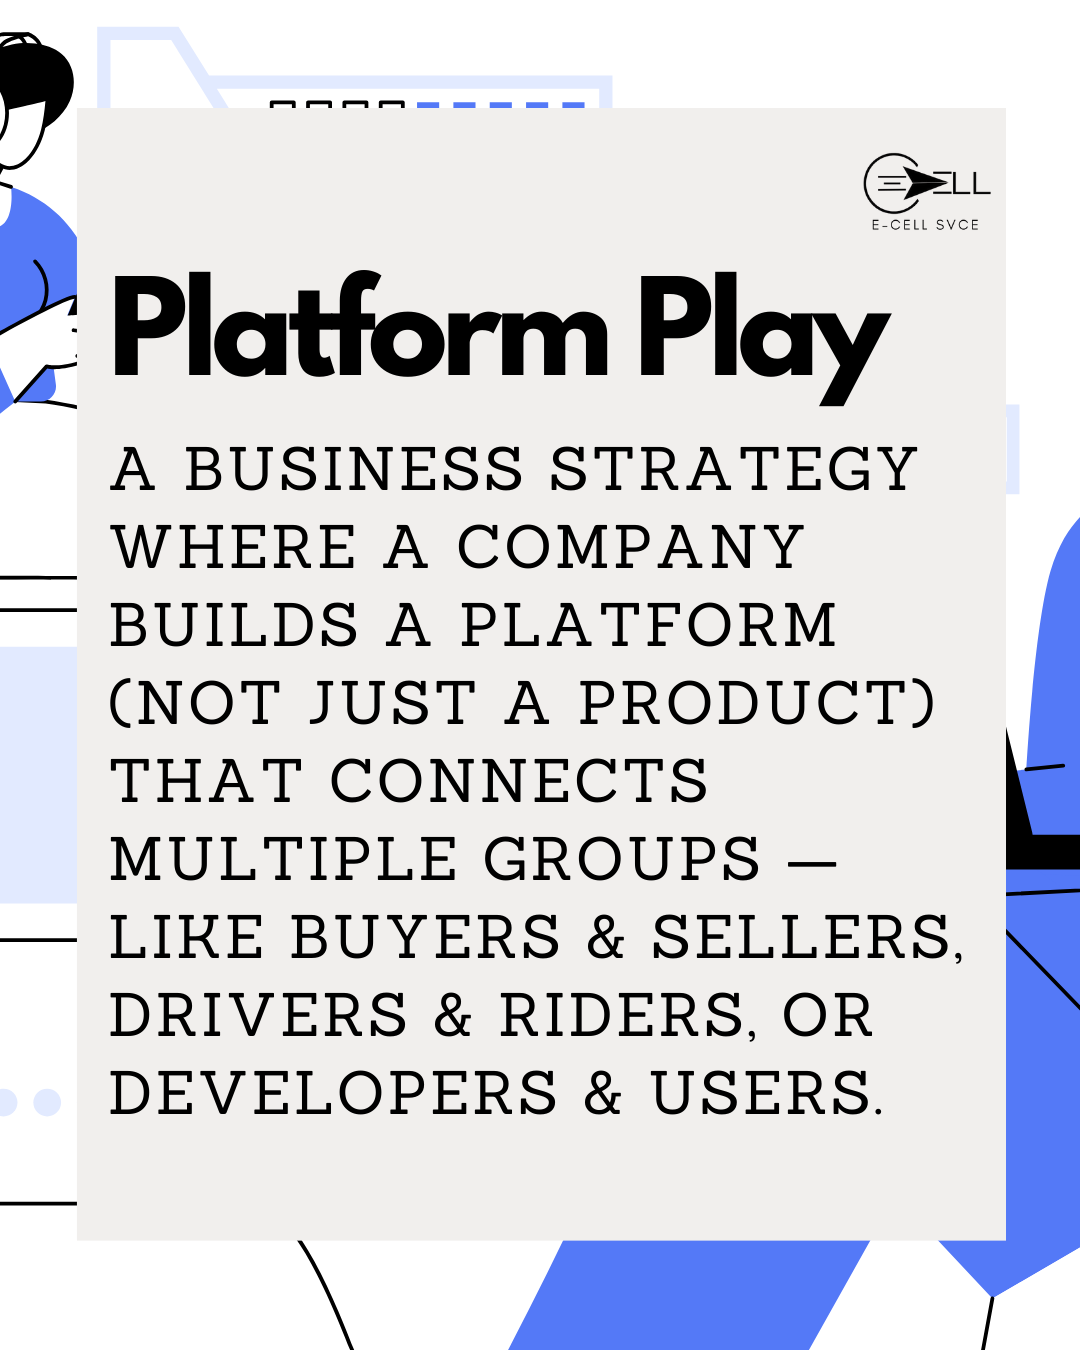 ELL
E-CELL SVCE
Platform Play
A BUSINESS STRATEGY
WHERE A COMPANY
BUILDS A PLATFORM
(NOT JUST A PRODUCT)
THAT CONNECTS
MULTIPLE GROUPS —
LIKE BUYERS & SELLERS,
DRIVERS & RIDERS, OR
DEVELOPERS & USERS.